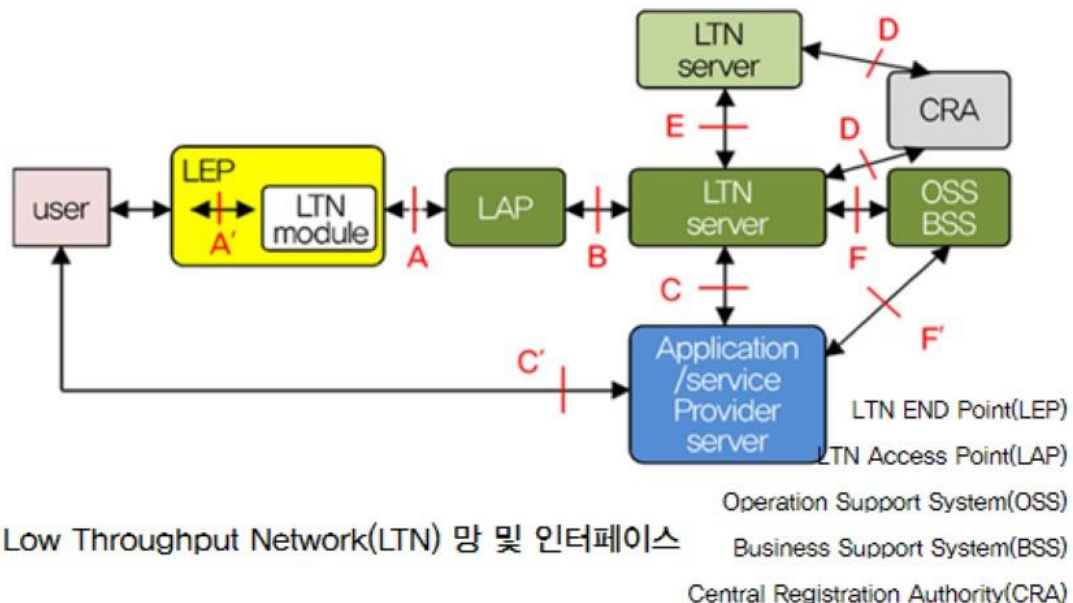 LTN
server
D
CRA
E
D
user
LEP
A'
LTN
module
A
LAP
B
LTN
server
F
OSS
BSS
C
F'
C'
Application
/service
Provider
server
LTN END Point(LEP)
LTN Access Point(LAP)
Operation Support System(OSS)
Low Throughput Network(LTN) 망 및 인터페이스
Business Support System(BSS)
Central Registration Authority(CRA)